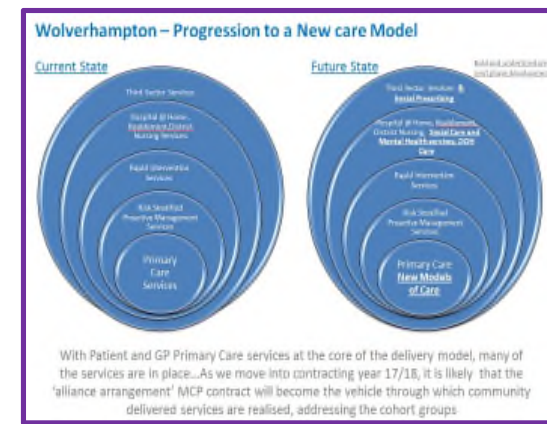 Wolverhampton – Progression to a New care Model
Current State
Third Sector Services
Hospital @ Home,
Reablement, District
Nursing Services
Rapid Intervention
Services
Risk Stratified
Proactive Management
Services
Primary
Care
Services
Future State
Third Sector Services &
Social Prescribing
Hospital @ Home, Reablement,
District Nursing, Social Care and
Mental Health services, OOH
Care
Rapid Intervention
Services
Risk Stratified
Proactive Management
Services
Primary Care
New Models
of Care
With Patient and GP Primary Care services at the core of the delivery model, many of
the services are in place...As we move into contracting year 17/18, it is likely that the
'alliance arrangement' MCP contract will become the vehicle through which community
delivered services are realised, addressing the cohort groups